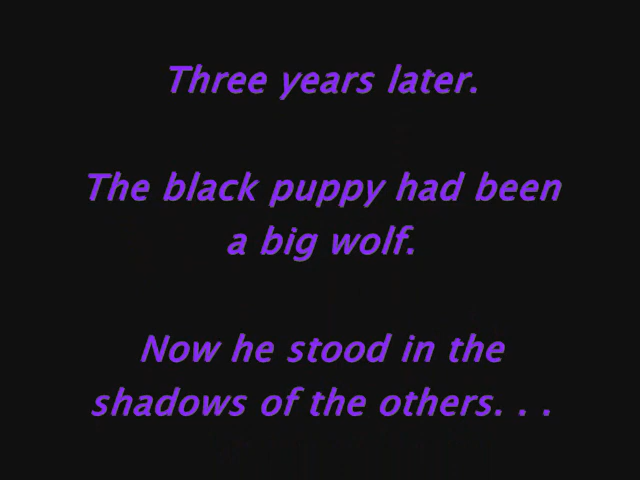 Three years later.
The black puppy had been
a big wolf.
Now he stood in the
shadows of the others. . .